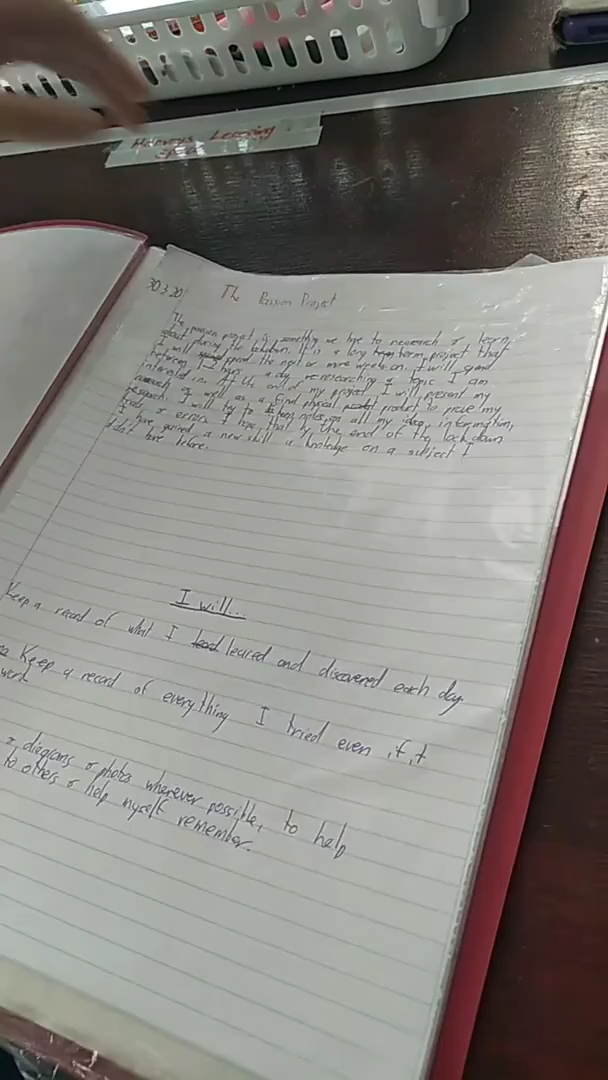 Learning
30.3.20
The Passion Project
The passion project is something we have to research & learn
about during the lockdown. It is a long term project that
I will spend the next or more weeks on. I will spend
between 1-2 hours a day researching a topic I am
interested in. At the end of my project I will present my
research as well as a final physical product to prove my
research. I will try to notes on all my ideas, information,
trials & errors. I hope that by the end of the lockdown
I have gained a new skill & knoledge on a subject I
didn't have before.
I will...
Keep a record of what I leared and discovered each day.
Keep a record of everything I tried even if it
work.
diagrams & photos wherever possible, to help
to others & help myself remember.